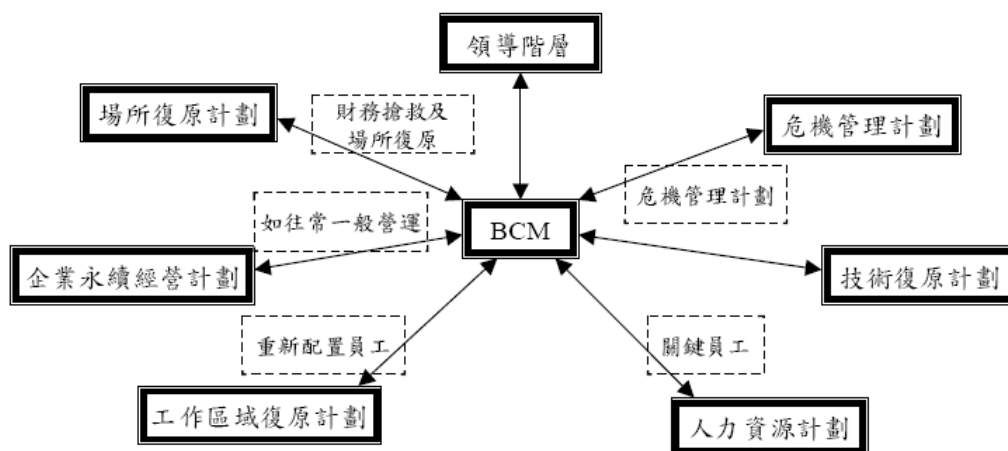 領導階層
場所復原計劃
財務搶救及
場所復原
危機管理計劃
危機管理計劃
如往常一般營運
BCM
企業永續經營計劃
技術復原計劃
重新配置員工
關鍵員工
工作區域復原計劃
人力資源計劃